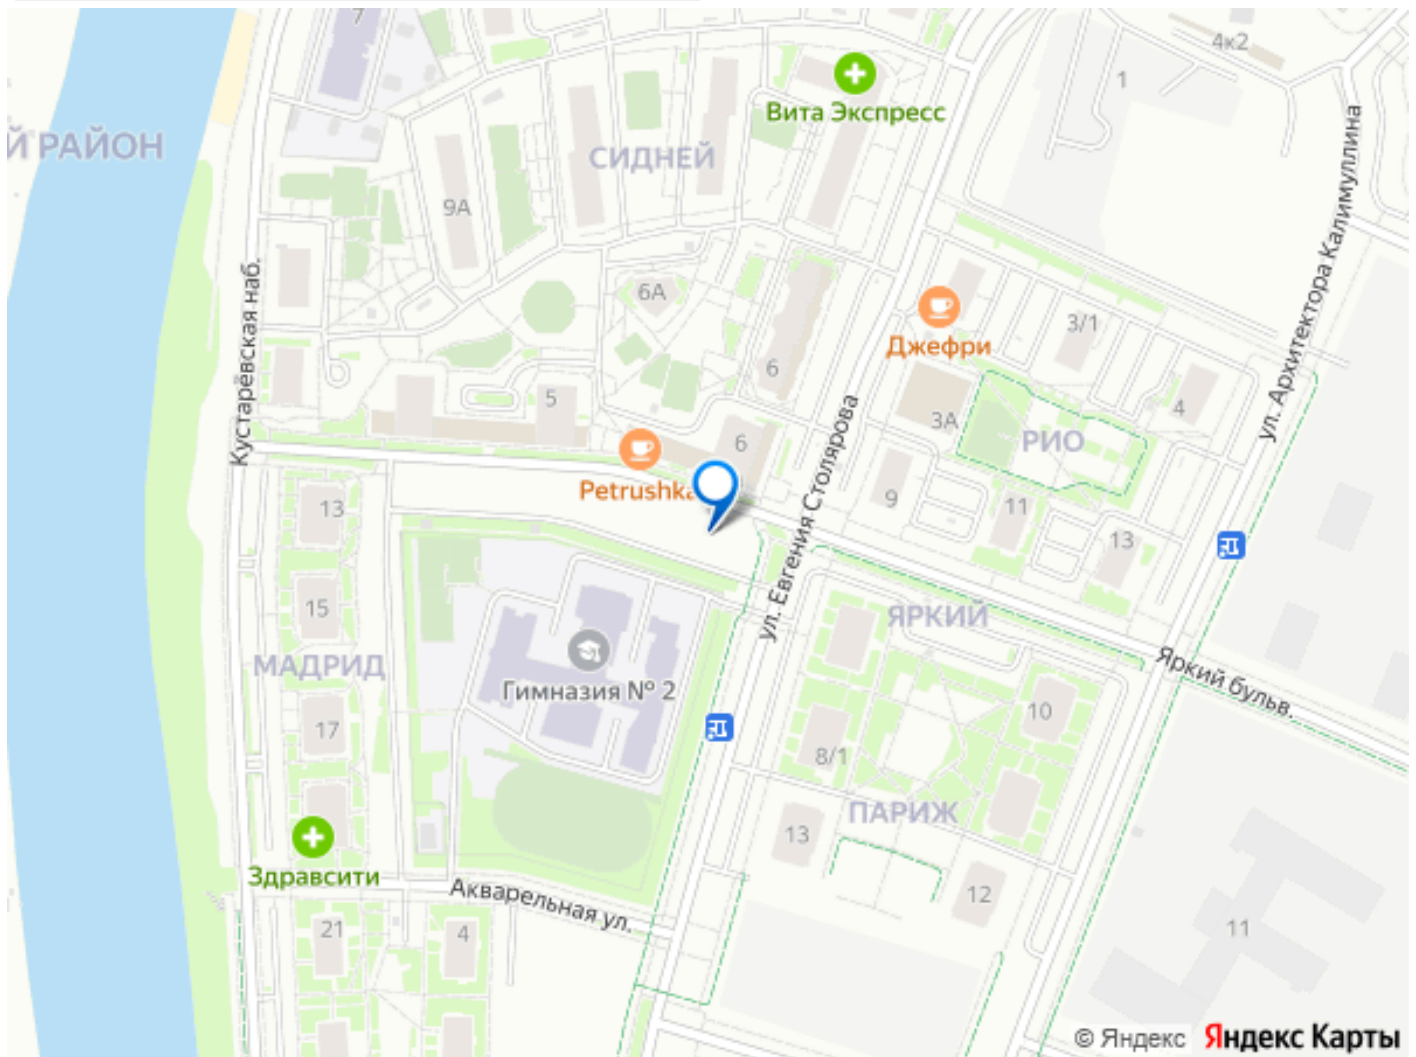 7
4к2
1
Вита Экспресс
Й РАЙОН
СИДНЕЙ
9А
ул. Архитектора Калимуллина
Кустарёвская наб.
6А
Джефри
3/1
6
5
4
3А
РИО
6
Petrushka
ул. Евгения Столярова
9
11
13
13
15
ЯРКИЙ
Яркий бульв.
МАДРИД
Гимназия № 2
17
10
8/1
ПАРИЖ
13
Здравсити
Акварельная ул.
12
21
4
11
© Яндекс Яндекс Карты